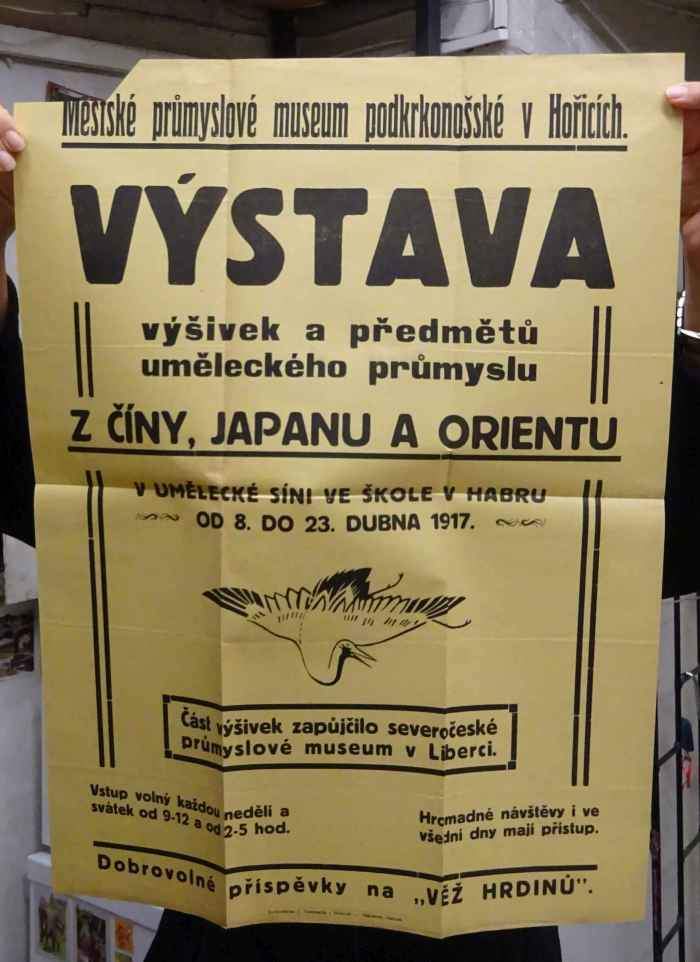 Městské průmyslové museum podkrkonošské v Hořicích.
VÝSTAVA
výšivek a předmětů
uměleckého průmyslu
Z ČÍNY, JAPANU A ORIENTU
V UMĚLECKÉ SÍNI VE ŠKOLE V HABRU
OD 8. DO 23. DUBNA 1917.
Část výšivek zapůjčilo severočeské
průmyslové museum v Liberci.
Vstup volný každou neděli a
svátek od 9-12 a od 2-5 hod.
Hromadné návštěvy i ve
všední dny mají přístup.
Dobrovolné příspěvky na „VĚŽ HRDINŮ".